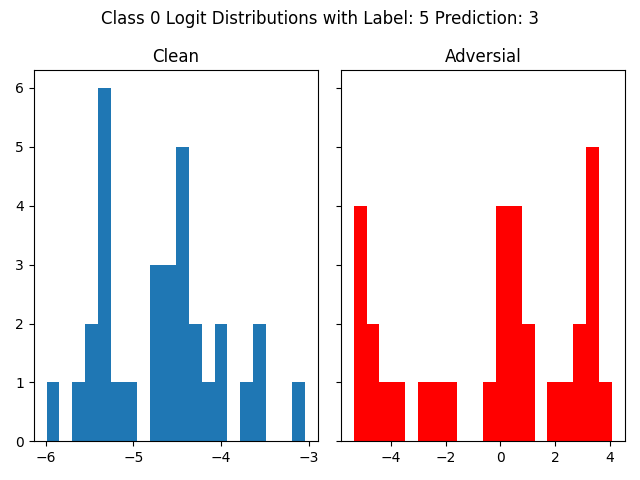 Class 0 Logit Distributions with Label: 5 Prediction: 3
Clean
Adversial
6
5
4
3
2
1
0
−6 −5 −4 −3
−4 −2 0 2 4